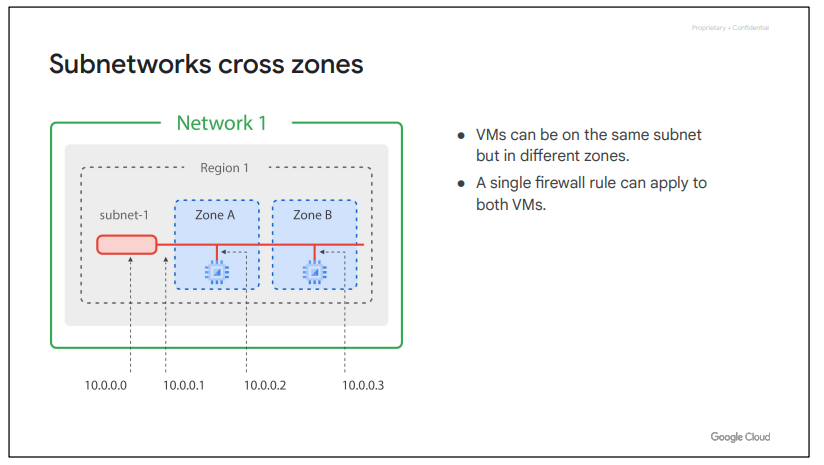 Proprietary + Confidential
Subnetworks cross zones
Network 1
Region 1
subnet-1
Zone A
Zone B
10.0.0.0
10.0.0.1
10.0.0.2
10.0.0.3
● VMs can be on the same subnet
but in different zones.
● A single firewall rule can apply to
both VMs.
Google Cloud